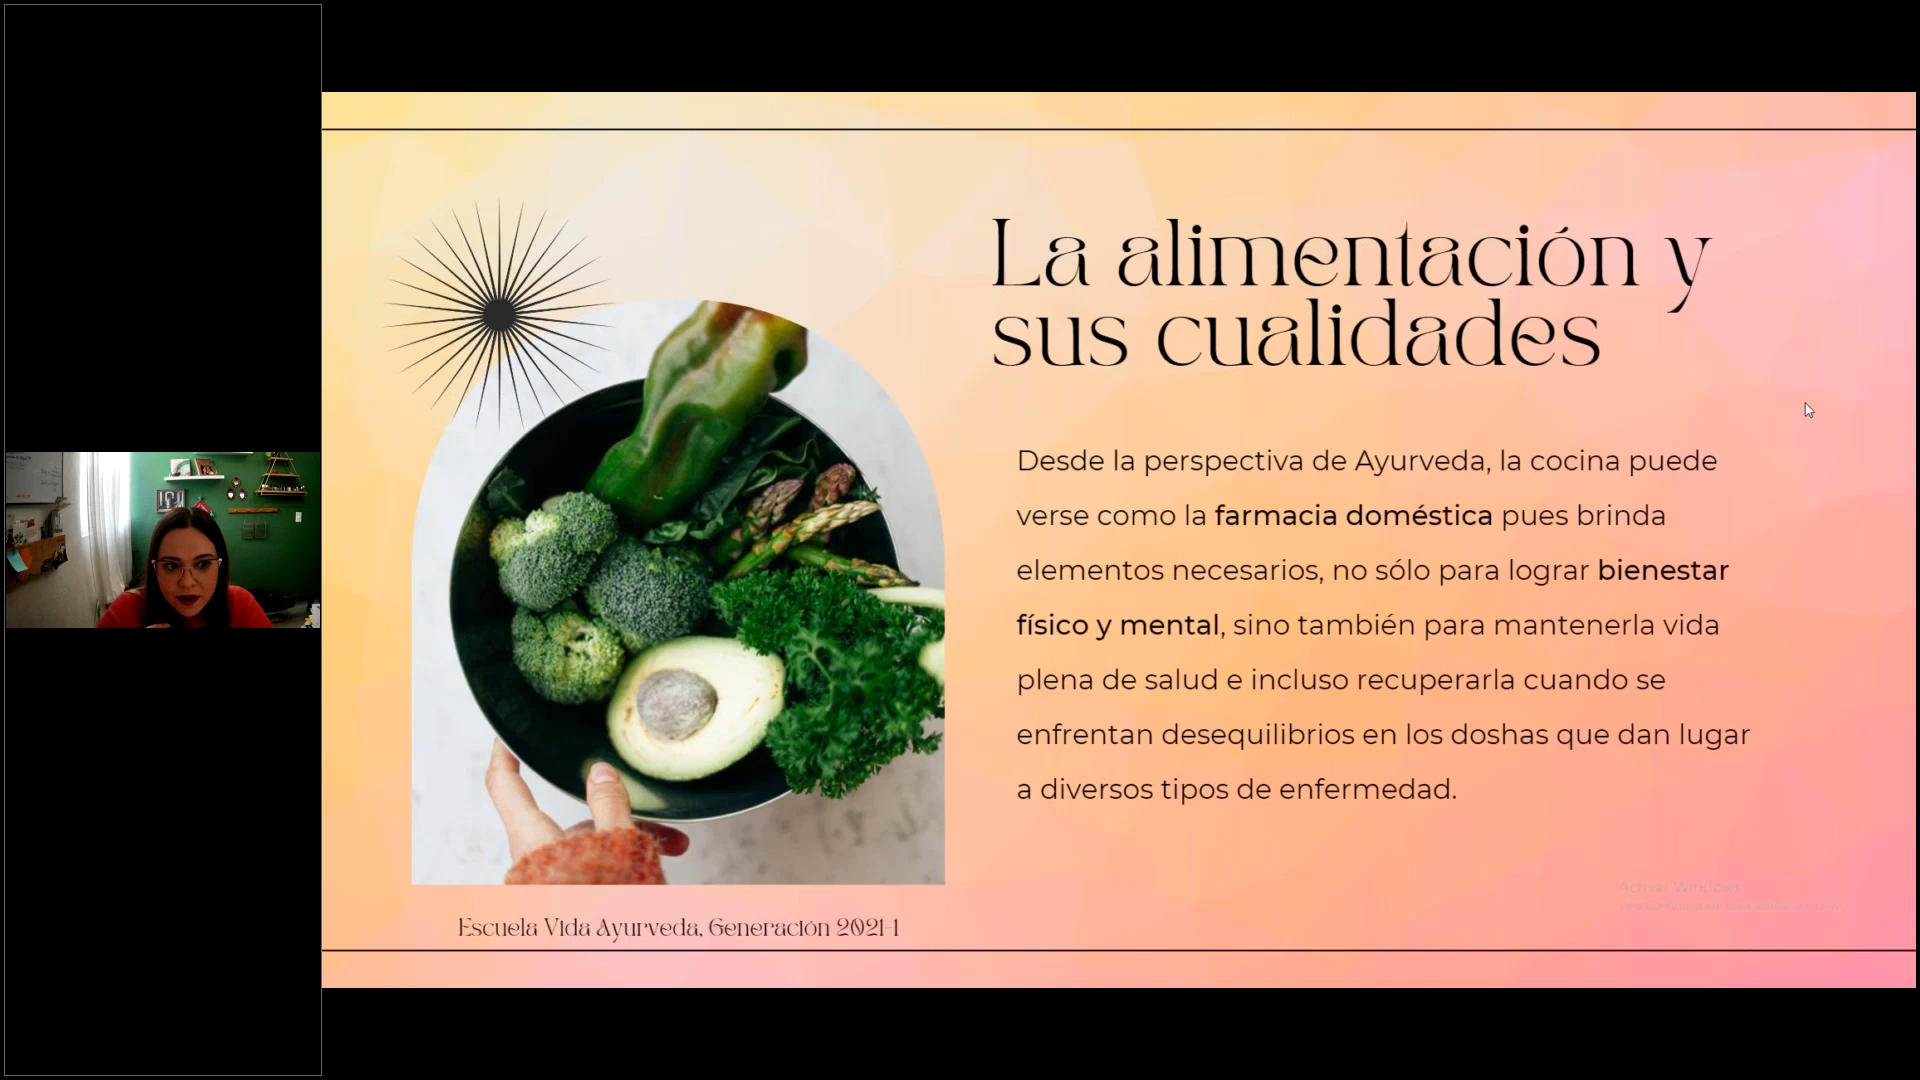 La alimentación y
sus cualidades
Desde la perspectiva de Ayurveda, la cocina puede
verse como la farmacia doméstica pues brinda
elementos necesarios, no sólo para lograr bienestar
físico y mental, sino también para mantenerla vida
plena de salud e incluso recuperarla cuando se
enfrentan desequilibrios en los doshas que dan lugar
a diversos tipos de enfermedad.
Activar Windows
Escuela Vida Ayurveda, Generación 2021-1